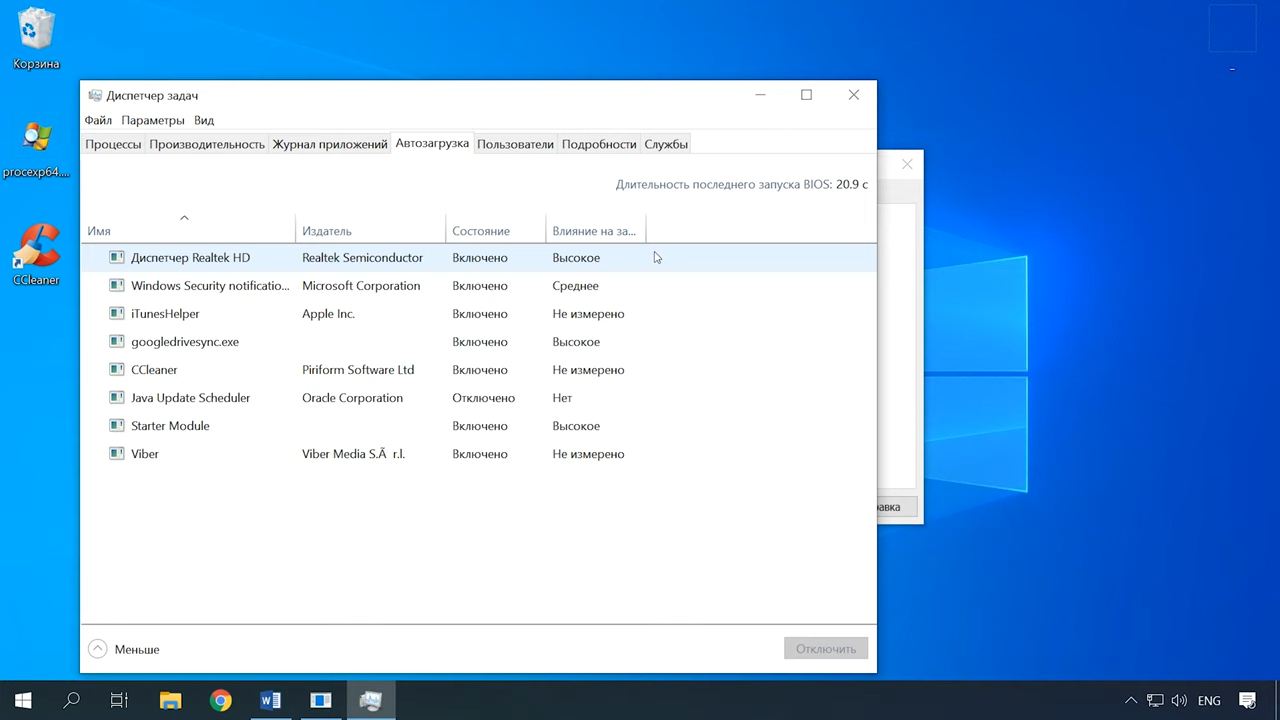 Корзина
procexp64....
CCleaner
Диспетчер задач
Файл Параметры Вид
Процессы Производительность Журнал приложений Автозагрузка Пользователи Подробности Службы
Длительность последнего запуска BIOS: 20.9 с
Имя Издатель Состояние Влияние на за...
Диспетчер Realtek HD Realtek Semiconductor Включено Высокое
Windows Security notificatio... Microsoft Corporation Включено Среднее
iTunesHelper Apple Inc. Включено Не измерено
googledrivesync.exe Включено Высокое
CCleaner Piriform Software Ltd Включено Не измерено
Java Update Scheduler Oracle Corporation Отключено Нет
Starter Module Включено Высокое
Viber Viber Media S.Ã r.l. Включено Не измерено
равка
Меньше Отключить
ENG